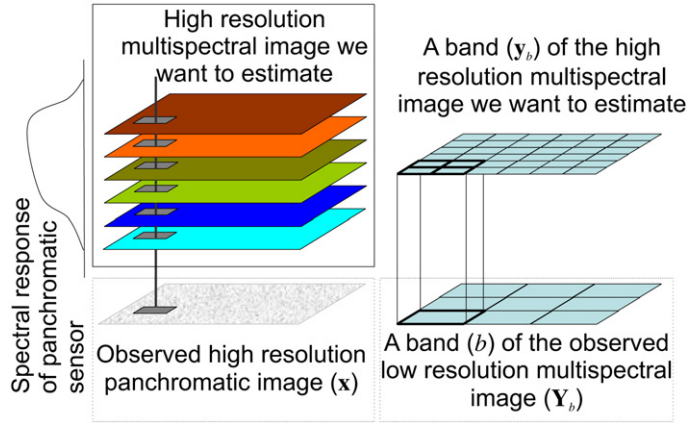 High resolution
multispectral image we
want to estimate
A band (y_b) of the high
resolution multispectral
image we want to estimate
Spectral response
of panchromatic
sensor
Observed high resolution
panchromatic image (x)
A band (b) of the observed
low resolution multispectral
image (Y_b)